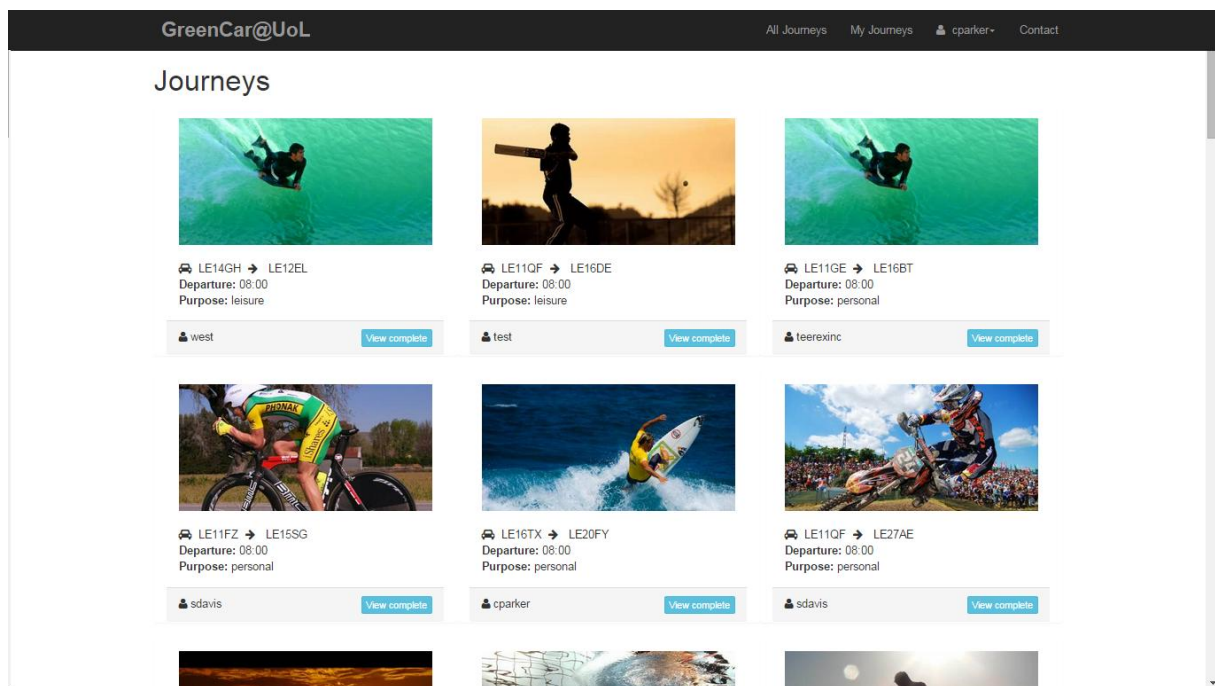 GreenCar@UoL
All Journeys My Journeys cparker Contact
Journeys
LE14GH → LE12EL
Departure: 08:00
Purpose: leisure
west View complete
LE11QF → LE16DE
Departure: 08:00
Purpose: leisure
test View complete
LE11GE → LE16BT
Departure: 08:00
Purpose: personal
teerexinc View complete
PHONAK
iShares
BMC
LE11FZ → LE15SG
Departure: 08:00
Purpose: personal
sdavis View complete
LE16TX → LE20FY
Departure: 08:00
Purpose: personal
cparker View complete
LE11QF → LE27AE
Departure: 08:00
Purpose: personal
sdavis View complete